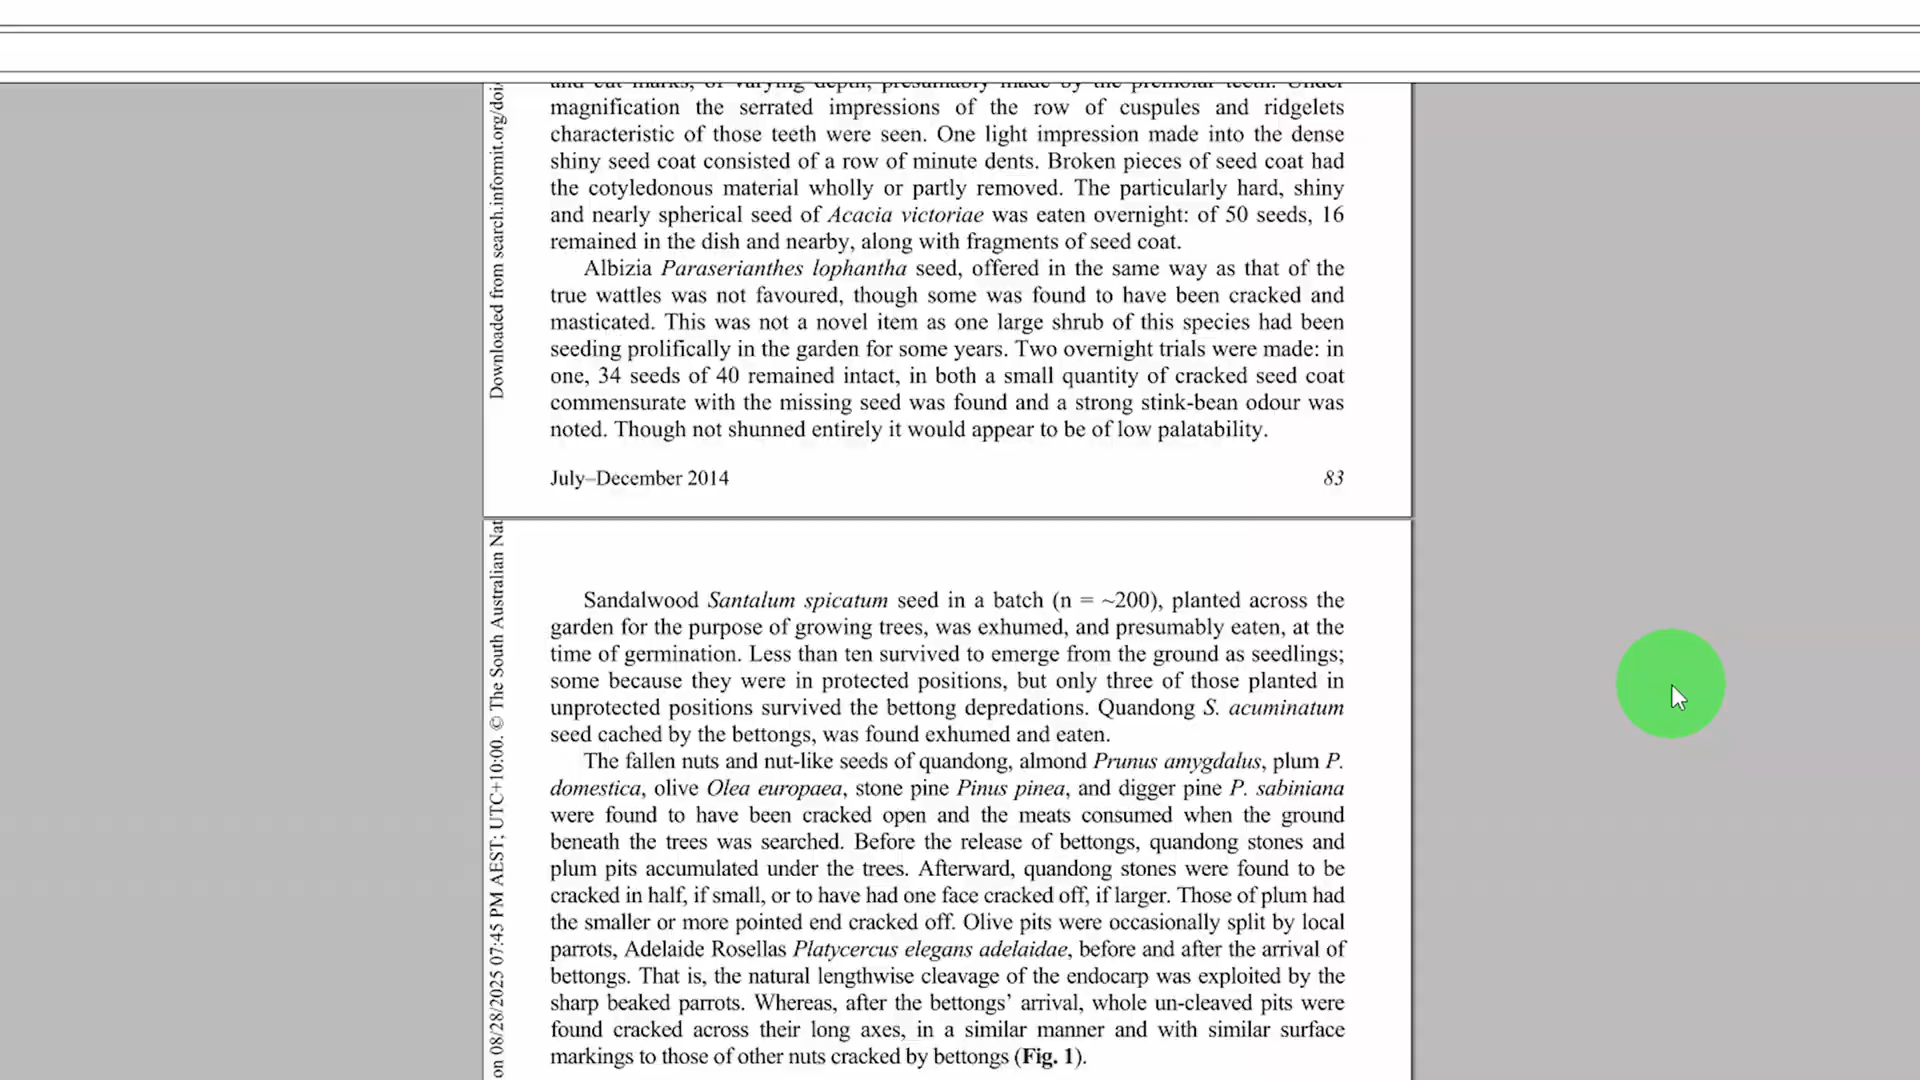 and cut marks, of varying depth, presumably made by the premolar teeth. Under
magnification the serrated impressions of the row of cuspules and ridgelets
characteristic of those teeth were seen. One light impression made into the dense
shiny seed coat consisted of a row of minute dents. Broken pieces of seed coat had
the cotyledonous material wholly or partly removed. The particularly hard, shiny
and nearly spherical seed of Acacia victoriae was eaten overnight: of 50 seeds, 16
remained in the dish and nearby, along with fragments of seed coat.
Albizia Paraserianthes lophantha seed, offered in the same way as that of the
true wattles was not favoured, though some was found to have been cracked and
masticated. This was not a novel item as one large shrub of this species had been
seeding prolifically in the garden for some years. Two overnight trials were made: in
one, 34 seeds of 40 remained intact, in both a small quantity of cracked seed coat
commensurate with the missing seed was found and a strong stink-bean odour was
noted. Though not shunned entirely it would appear to be of low palatability.
July–December 2014 83
Downloaded from search.informit.org/doi/
Sandalwood Santalum spicatum seed in a batch (n = ~200), planted across the
garden for the purpose of growing trees, was exhumed, and presumably eaten, at the
time of germination. Less than ten survived to emerge from the ground as seedlings;
some because they were in protected positions, but only three of those planted in
unprotected positions survived the bettong depredations. Quandong S. acuminatum
seed cached by the bettongs, was found exhumed and eaten.
The fallen nuts and nut-like seeds of quandong, almond Prunus amygdalus, plum P.
domestica, olive Olea europaea, stone pine Pinus pinea, and digger pine P. sabiniana
were found to have been cracked open and the meats consumed when the ground
beneath the trees was searched. Before the release of bettongs, quandong stones and
plum pits accumulated under the trees. Afterward, quandong stones were found to be
cracked in half, if small, or to have had one face cracked off, if larger. Those of plum had
the smaller or more pointed end cracked off. Olive pits were occasionally split by local
parrots, Adelaide Rosellas Platycercus elegans adelaidae, before and after the arrival of
bettongs. That is, the natural lengthwise cleavage of the endocarp was exploited by the
sharp beaked parrots. Whereas, after the bettongs’ arrival, whole un-cleaved pits were
found cracked across their long axes, in a similar manner and with similar surface
markings to those of other nuts cracked by bettongs (Fig. 1).
on 08/28/2025 07:45 PM AEST; UTC+10:00. © The South Australian Nat